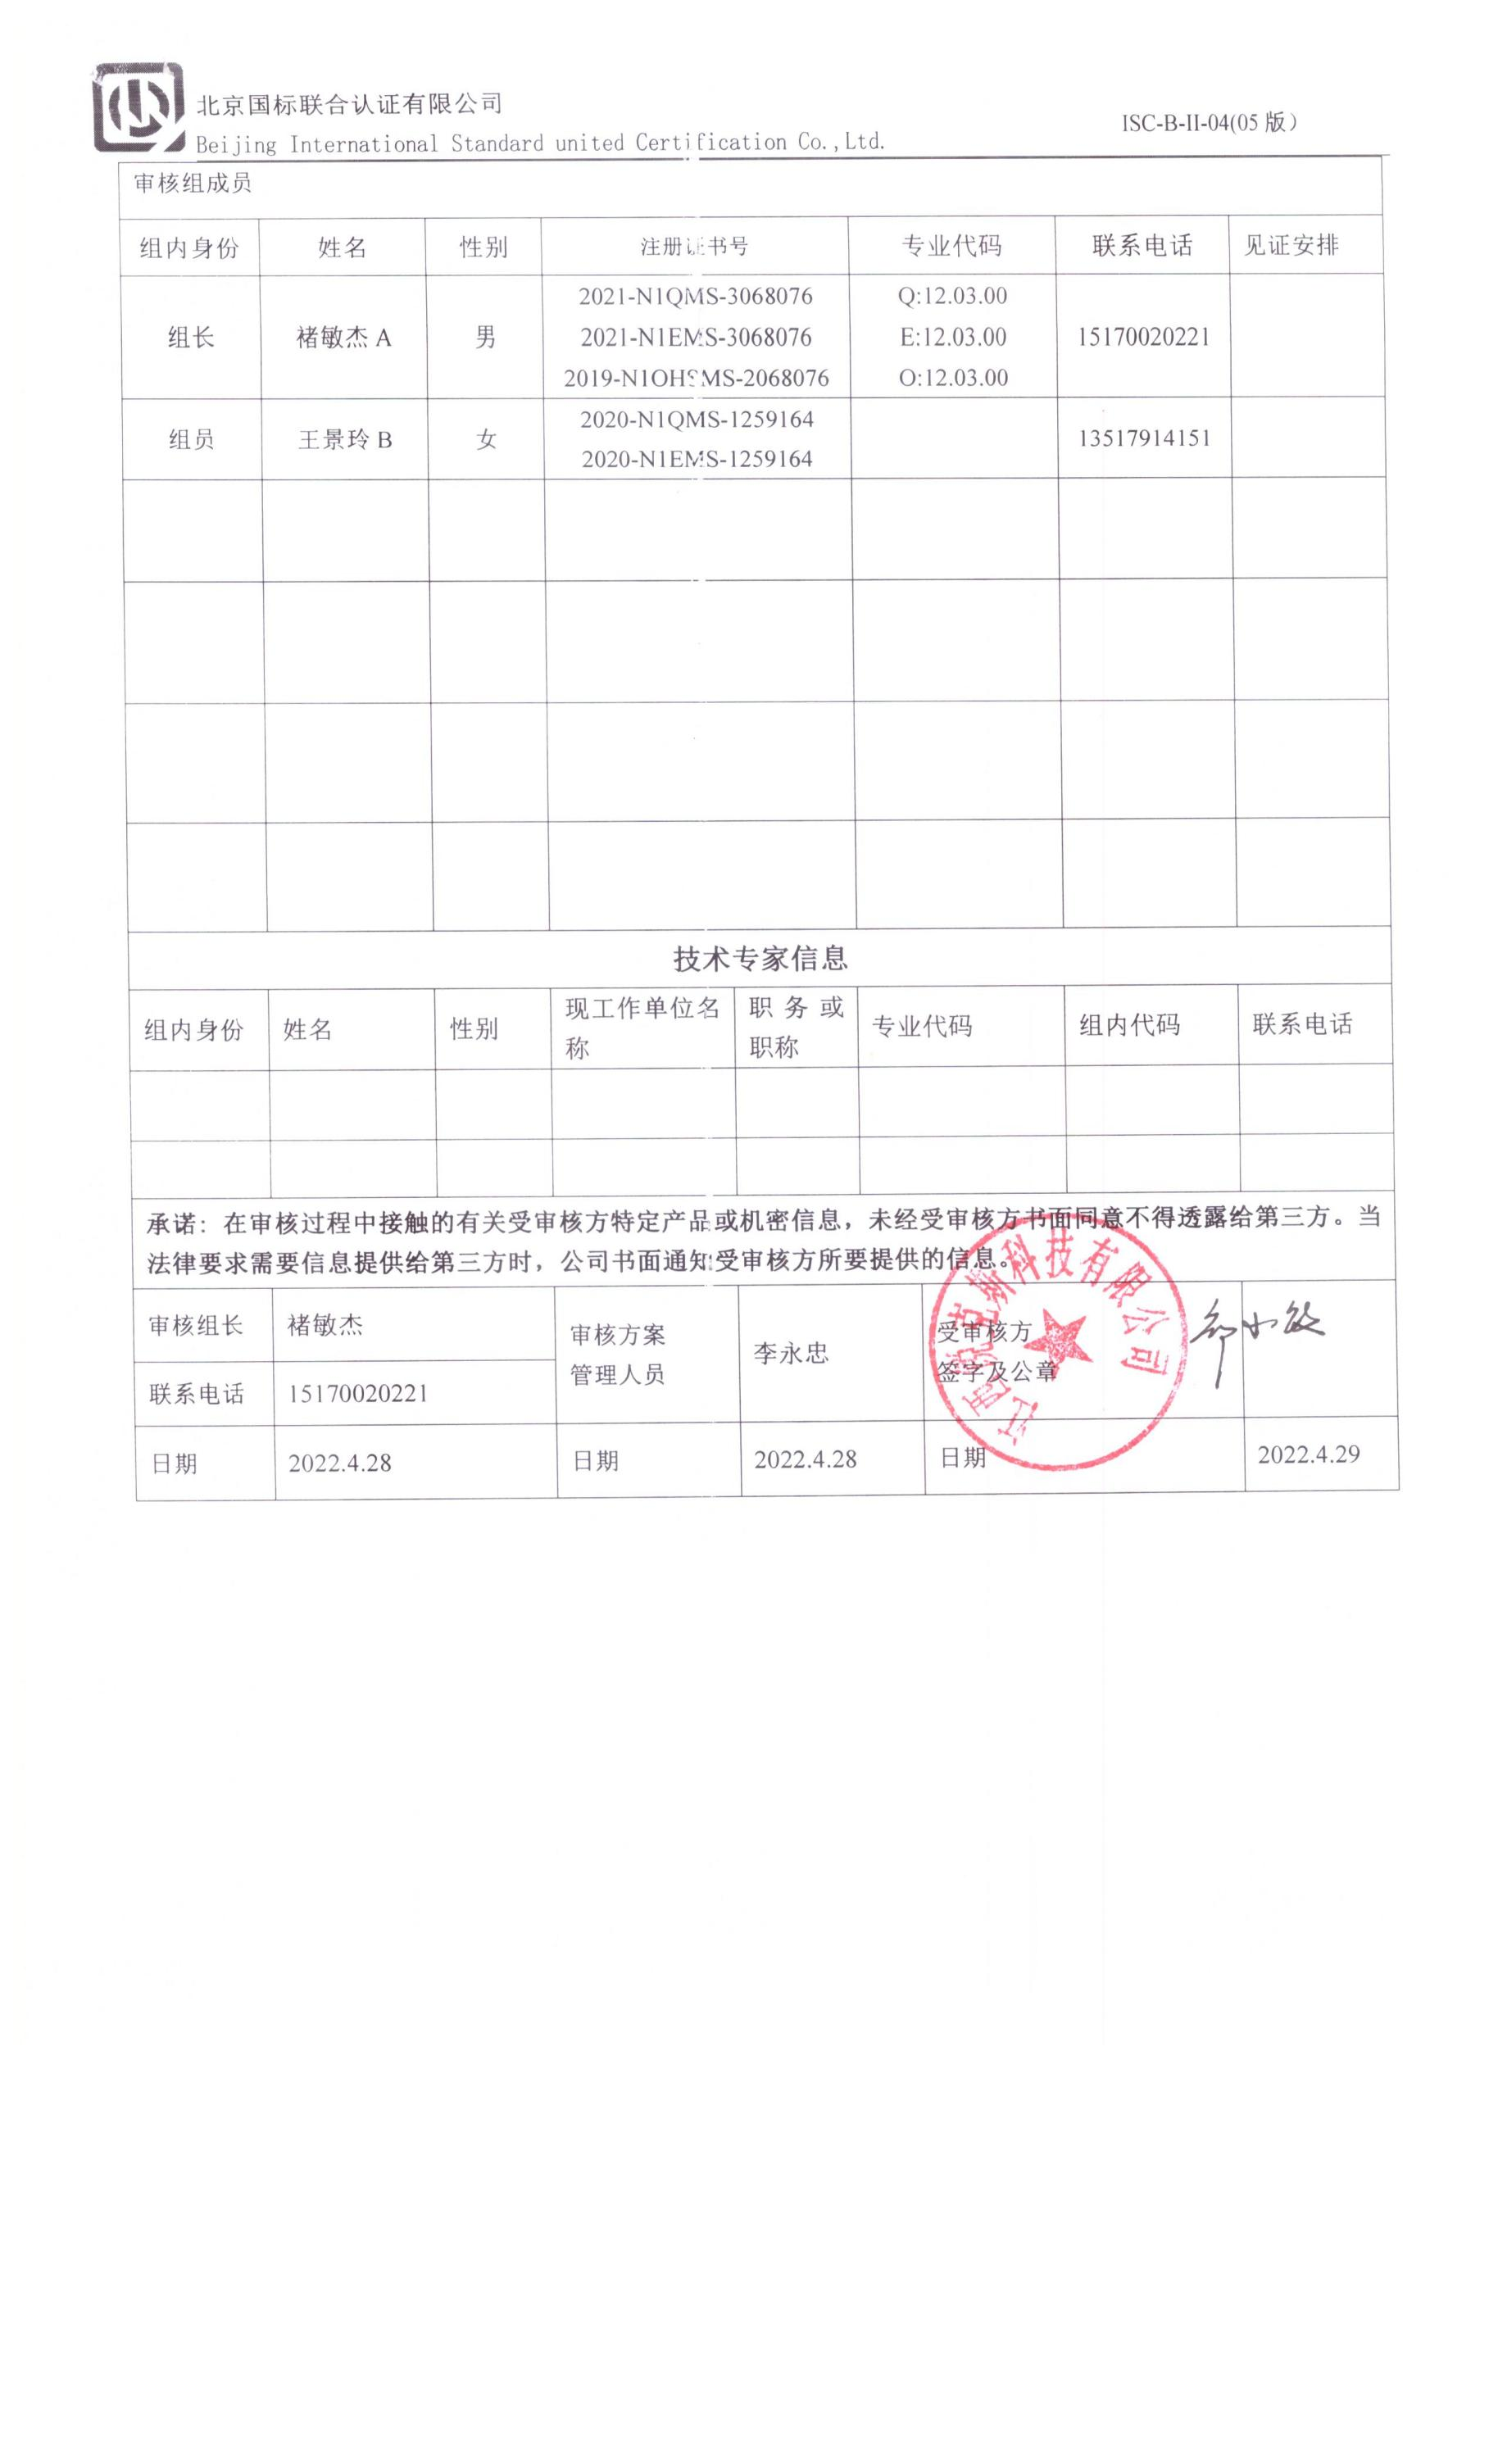 北京国标联合认证有限公司
Beijing International Standard united Certification Co.,Ltd.
ISC-B-II-04(05 版)
审核组成员
组内身份 姓名 性别 注册证书号 专业代码 联系电话 见证安排
2021-N1QMS-3068076 Q:12.03.00
组长 褚敏杰 A 男 2021-N1EMS-3068076 E:12.03.00 15170020221
2019-N1OHSMS-2068076 O:12.03.00
2020-N1QMS-1259164
组员 王景玲 B 女 13517914151
2020-N1EMS-1259164
技术专家信息
组内身份 姓名 性别 现工作单位名称 职务或职称 专业代码 组内代码 联系电话
承诺：在审核过程中接触的有关受审核方特定产品或机密信息，未经受审核方书面同意不得透露给第三方。当
法律要求需要信息提供给第三方时，公司书面通知受审核方所要提供的信息。
审核组长 褚敏杰 审核方案管理人员 李永忠 受审核方签字及公章
联系电话 15170020221
日期 2022.4.28 日期 2022.4.28 日期 2022.4.29
科技有限公司